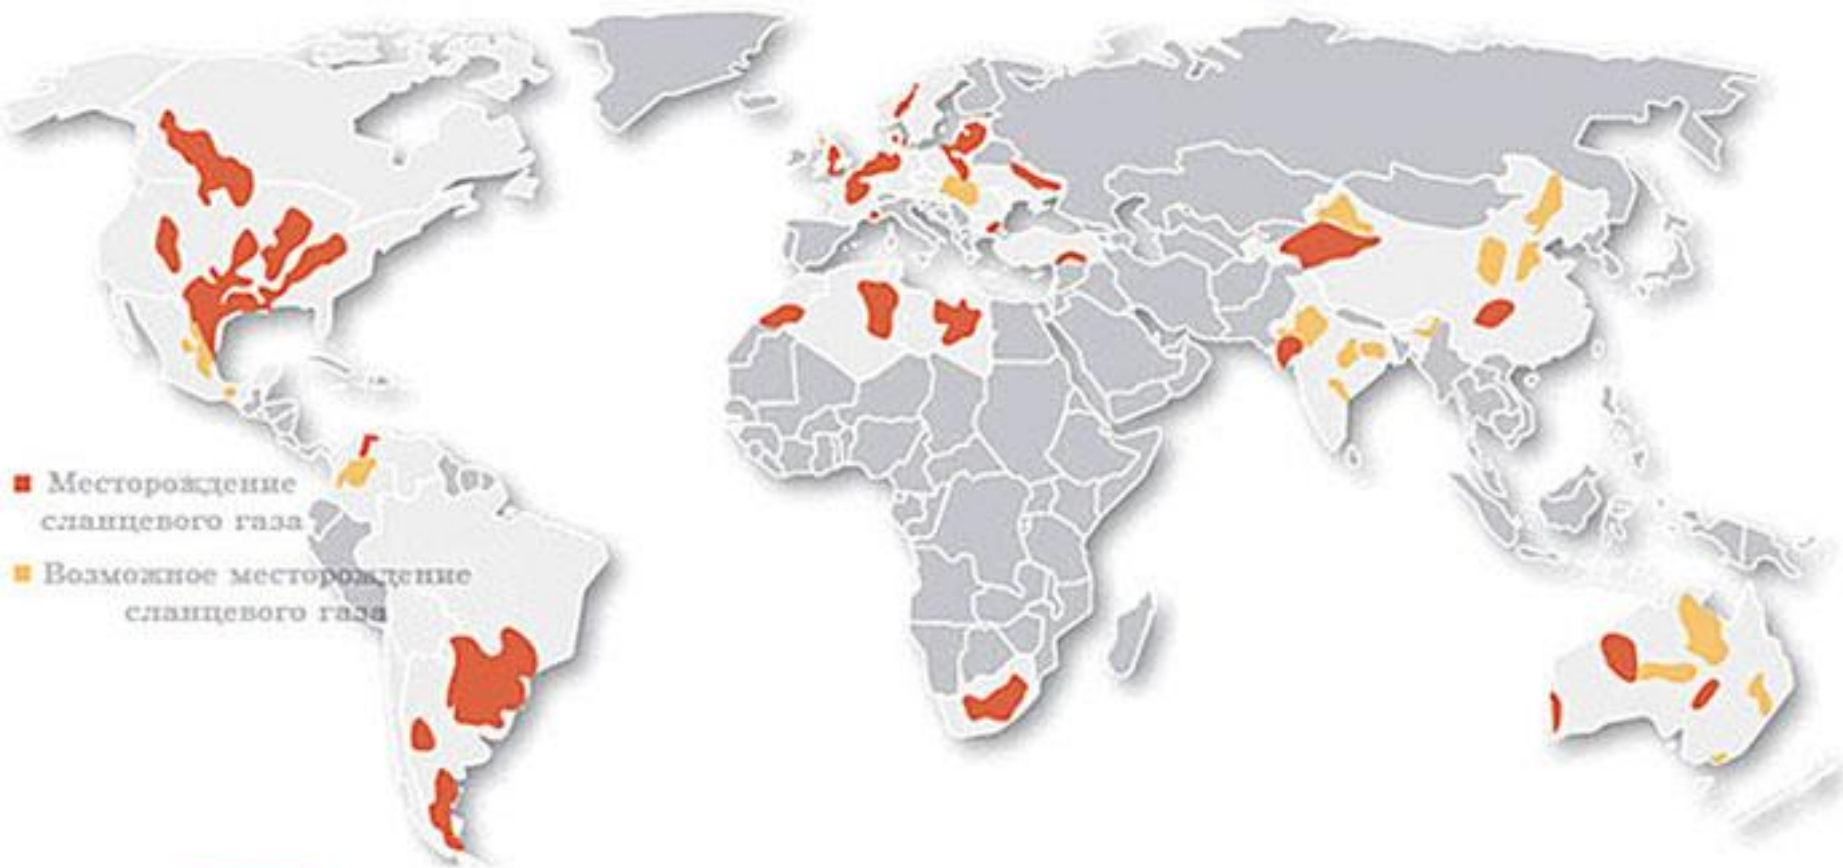 Месторождение
сланцевого газа
Возможное месторождение
сланцевого газа